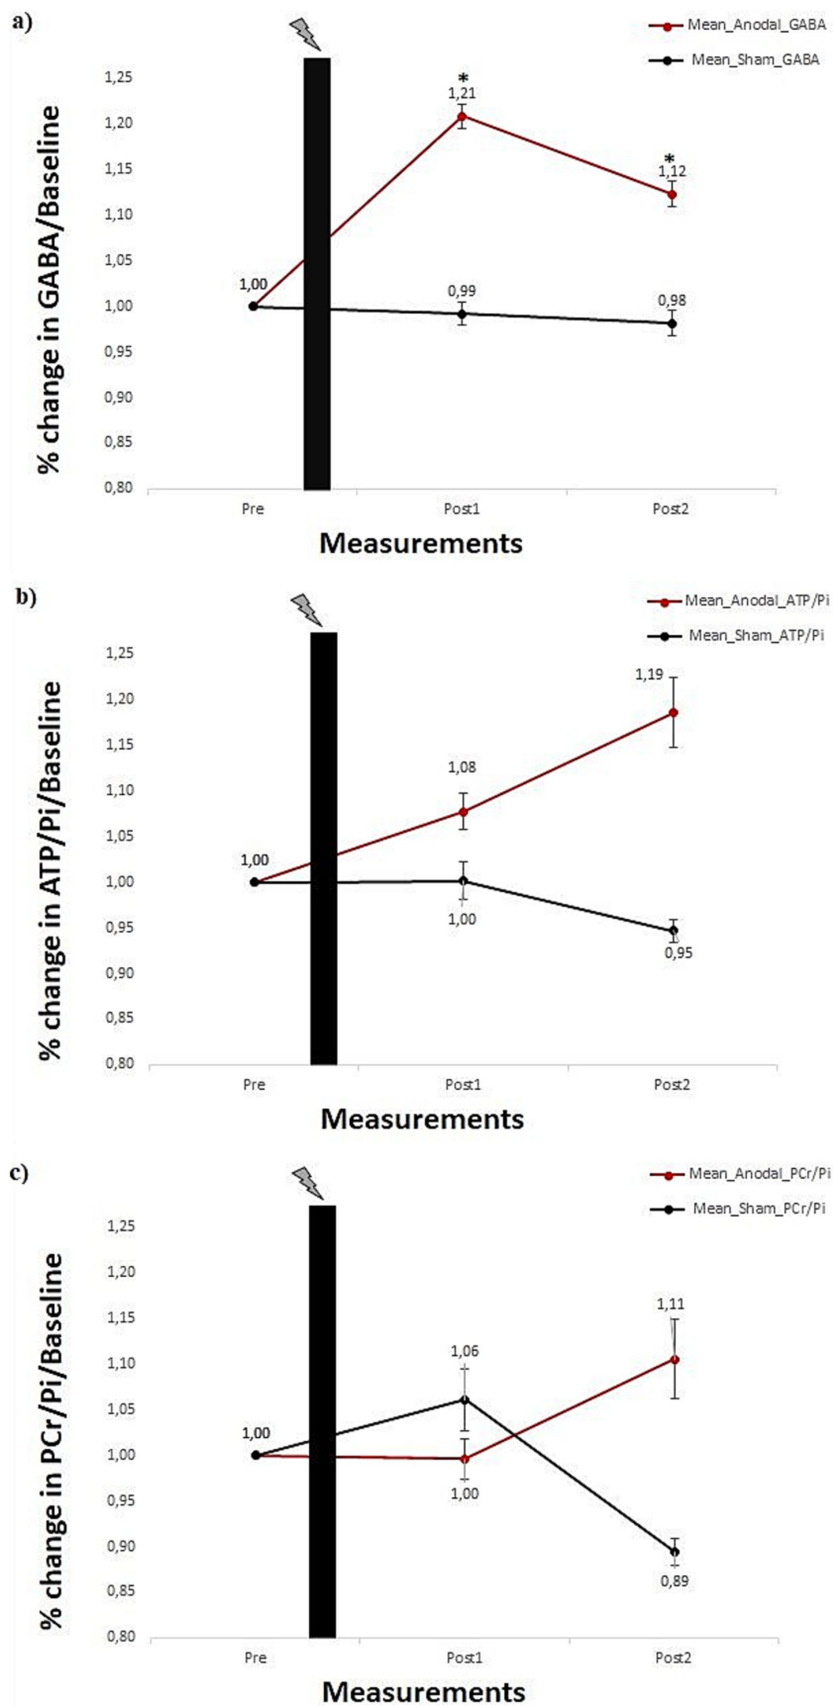 a)
Mean_Anodal_GABA
Mean_Sham_GABA
% change in GABA/Baseline
1,25
1,20
1,15
1,10
1,05
1,00
0,95
0,90
0,85
0,80
1,00
*
1,21
*
1,12
0,99
0,98
Pre Post1 Post2
Measurements
b)
Mean_Anodal_ATP/Pi
Mean_Sham_ATP/Pi
% change in ATP/Pi/Baseline
1,25
1,20
1,15
1,10
1,05
1,00
0,95
0,90
0,85
0,80
1,00
1,08
1,19
1,00
0,95
Pre Post1 Post2
Measurements
c)
Mean_Anodal_PCr/Pi
Mean_Sham_PCr/Pi
% change in PCr/Pi/Baseline
1,25
1,20
1,15
1,10
1,05
1,00
0,95
0,90
0,85
0,80
1,00
1,06
1,11
1,00
0,89
Pre Post1 Post2
Measurements